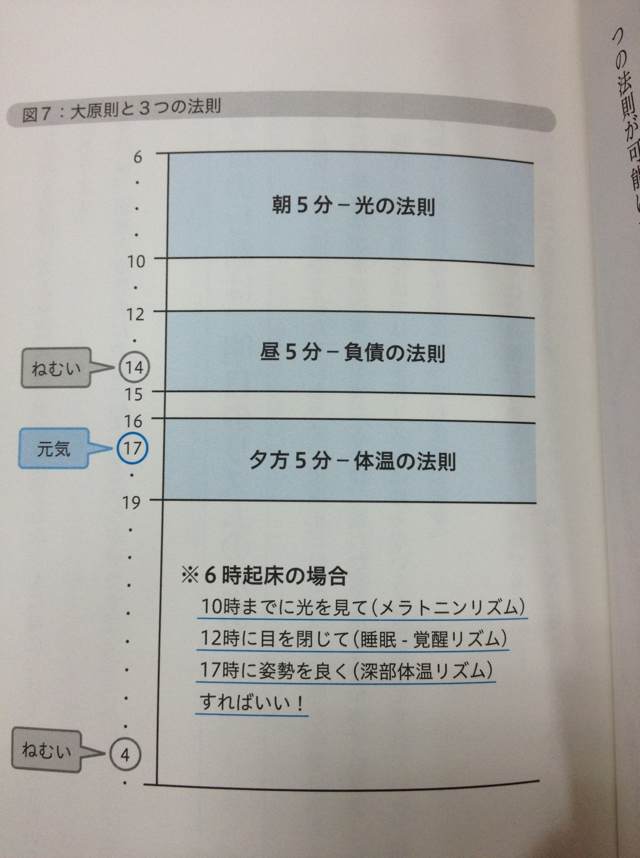 図7：大原則と3つの法則
6
朝5分－光の法則
10
12
昼5分－負債の法則
ねむい
14
15
16
元気
17
夕方5分－体温の法則
19
※6時起床の場合
10時までに光を見て(メラトニンリズム)
12時に目を閉じて(睡眠-覚醒リズム)
17時に姿勢を良く(深部体温リズム)
すればいい！
ねむい
4
つの法則が可能に